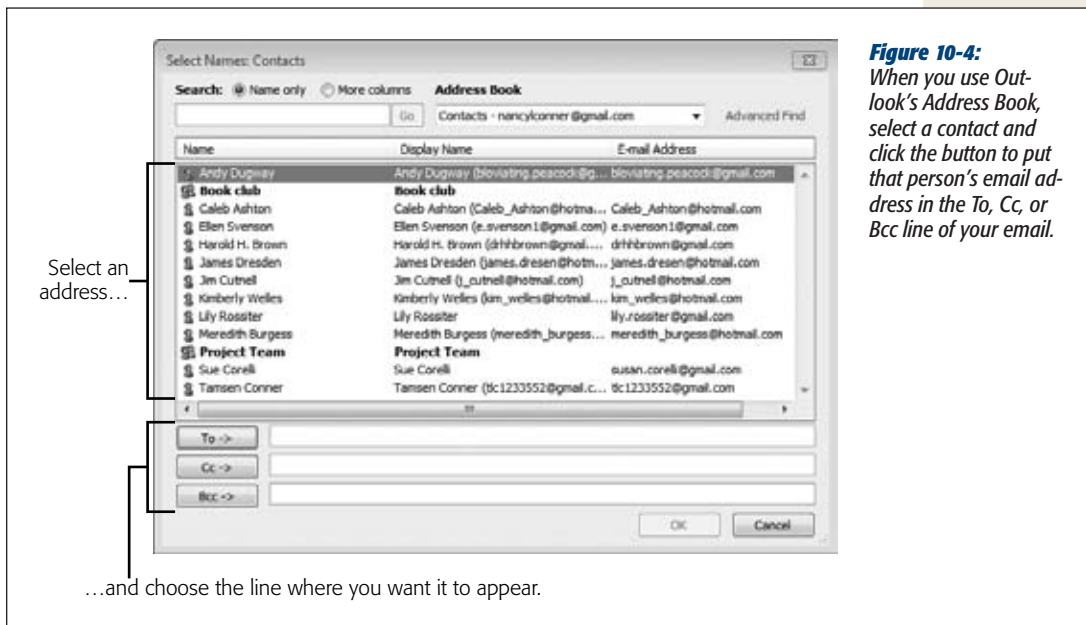 Select Names: Contacts
Search: Name only More columns Address Book
Go Contacts - nancylconner@gmail.com Advanced Find
Name Display Name E-mail Address
Andy Dugway Andy Dugway (bloviating.peacock@g... bloviating.peacock@gmail.com
Book club Book club
Caleb Ashton Caleb Ashton (Caleb_Ashton@hotma... Caleb_Ashton@hotmail.com
Ellen Svenson Ellen Svenson (e.svenson1@gmail.com) e.svenson1@gmail.com
Harold H. Brown Harold H. Brown (drhhbrown@gmail.... drhhbrown@gmail.com
James Dresden James Dresden (james.dresen@hotm... james.dresen@hotmail.com
Jim Cutnell Jim Cutnell (j_cutnell@hotmail.com) j_cutnell@hotmail.com
Kimberly Welles Kimberly Welles (kim_welles@hotmail.... kim_welles@hotmail.com
Lily Rossiter Lily Rossiter lily.rossiter@gmail.com
Meredith Burgess Meredith Burgess (meredith_burgess... meredith_burgess@hotmail.com
Project Team Project Team
Sue Corelli Sue Corelli susan.corelli@gmail.com
Tamsen Conner Tamsen Conner (tlc1233552@gmail.c... tlc1233552@gmail.com
To ->
Cc ->
Bcc ->
OK Cancel
Select an
address…
…and choose the line where you want it to appear.
Figure 10-4:
When you use Out-
look's Address Book,
select a contact and
click the button to put
that person's email ad-
dress in the To, Cc, or
Bcc line of your email.